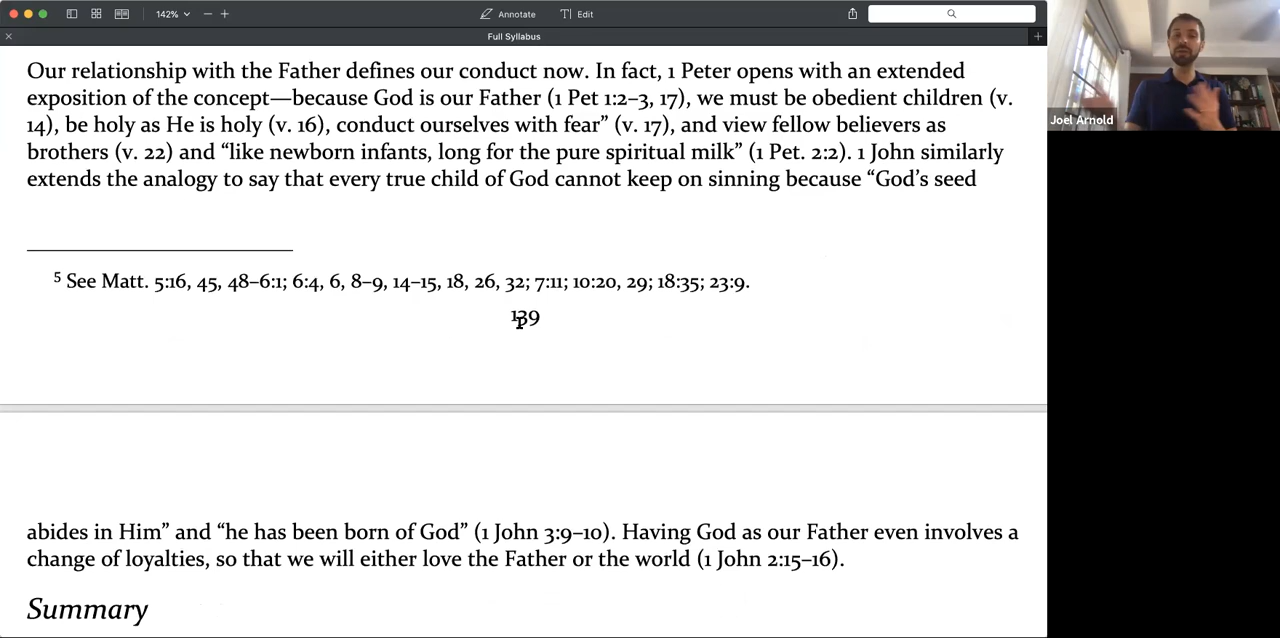 142%
Annotate
Edit
Full Syllabus
Our relationship with the Father defines our conduct now. In fact, 1 Peter opens with an extended
exposition of the concept—because God is our Father (1 Pet 1:2–3, 17), we must be obedient children (v.
14), be holy as He is holy (v. 16), conduct ourselves with fear” (v. 17), and view fellow believers as
brothers (v. 22) and “like newborn infants, long for the pure spiritual milk” (1 Pet. 2:2). 1 John similarly
extends the analogy to say that every true child of God cannot keep on sinning because “God’s seed
5 See Matt. 5:16, 45, 48–6:1; 6:4, 6, 8–9, 14–15, 18, 26, 32; 7:11; 10:20, 29; 18:35; 23:9.
139
abides in Him” and “he has been born of God” (1 John 3:9–10). Having God as our Father even involves a
change of loyalties, so that we will either love the Father or the world (1 John 2:15–16).
Summary
Joel Arnold